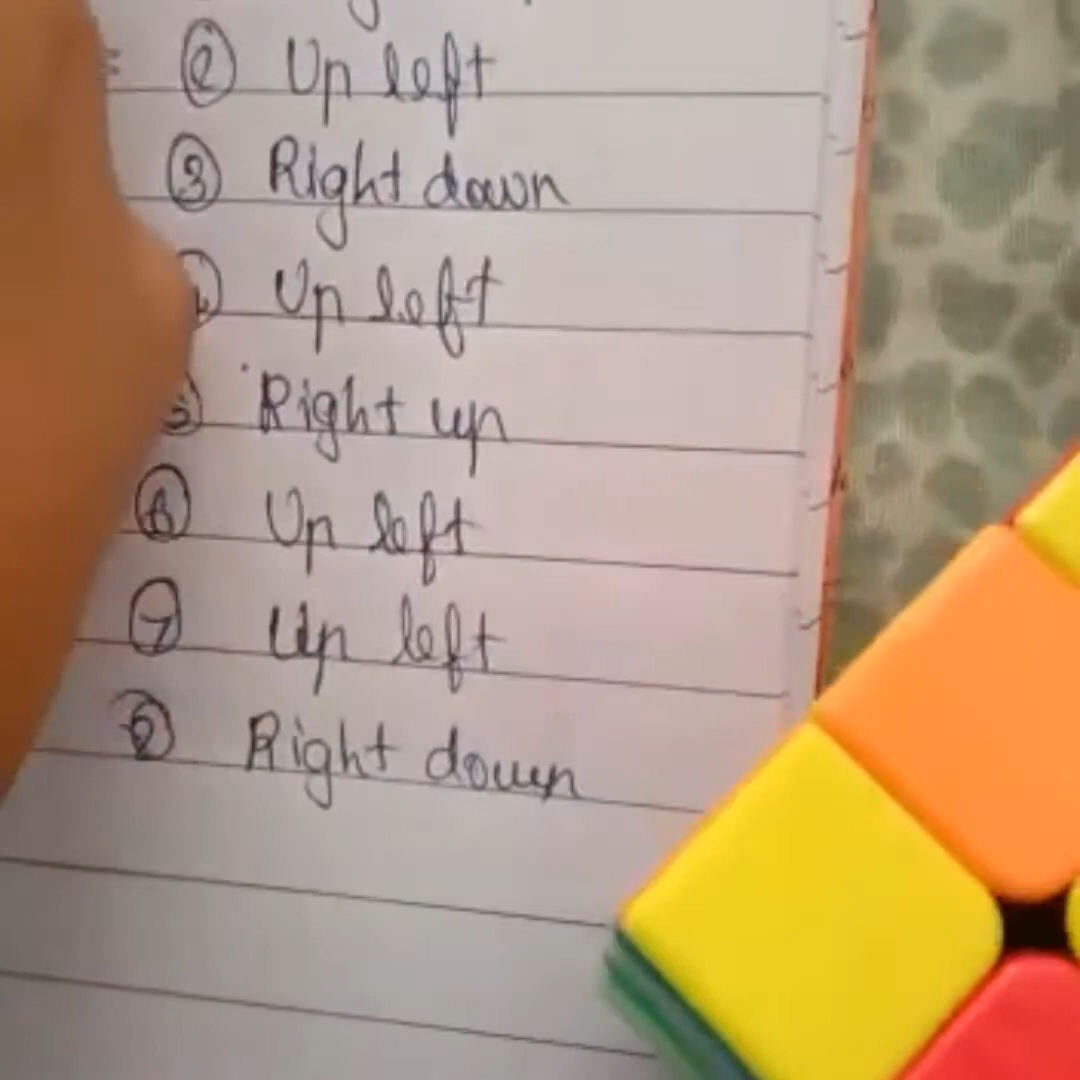 ② Up left
③ Right down
Up left
⑤ Right up
⑥ Up left
⑦ Up left
⑧ Right down